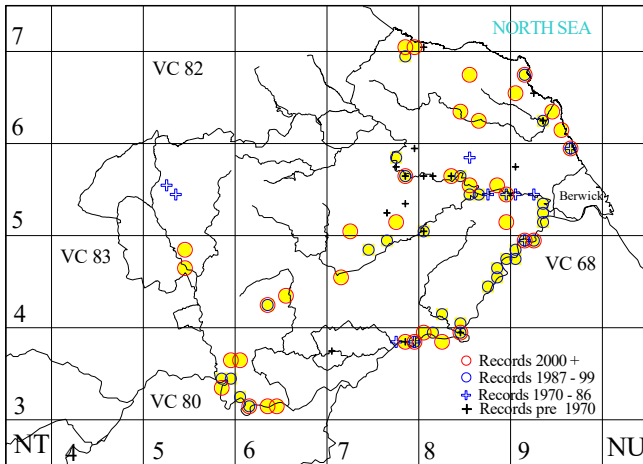 7
NORTH SEA
VC 82
6
Berwick
5
VC 83
VC 68
4
Records 2000 +
Records 1987 - 99
Records 1970 - 86
Records pre 1970
VC 80
3
NT 4 5 6 7 8 9 NU